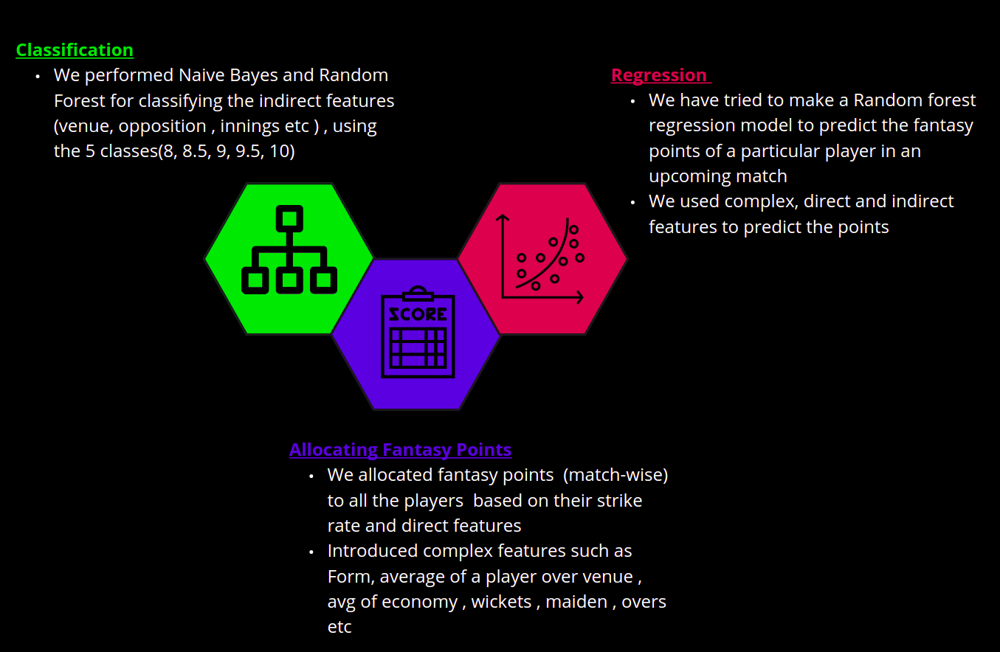 Classification
• We performed Naive Bayes and Random
Forest for classifying the indirect features
(venue, opposition , innings etc ) , using
the 5 classes(8, 8.5, 9, 9.5, 10)
Regression
• We have tried to make a Random forest
regression model to predict the fantasy
points of a particular player in an
upcoming match
• We used complex, direct and indirect
features to predict the points
SCORE
Allocating Fantasy Points
• We allocated fantasy points  (match-wise)
to all the players  based on their strike
rate and direct features
• Introduced complex features such as
Form, average of a player over venue ,
avg of economy , wickets , maiden , overs
etc